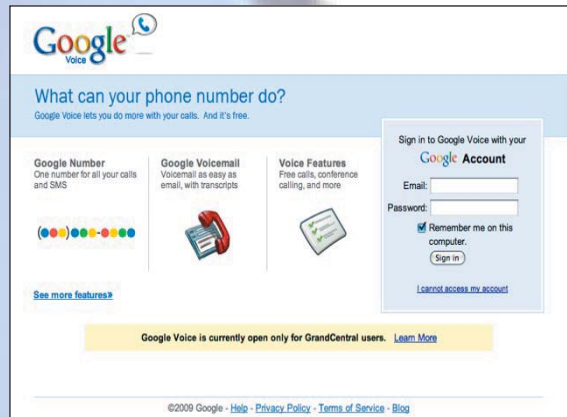 Google
Voice
What can your phone number do?
Google Voice lets you do more with your calls. And it's free.
Google Number
One number for all your calls
and SMS
Google Voicemail
Voicemail as easy as
email, with transcripts
Voice Features
Free calls, conference
calling, and more
See more features»
Sign in to Google Voice with your
Google Account
Email:
Password:
Remember me on this
computer.
Sign in
I cannot access my account
Google Voice is currently open only for GrandCentral users. Learn More
©2009 Google - Help - Privacy Policy - Terms of Service - Blog